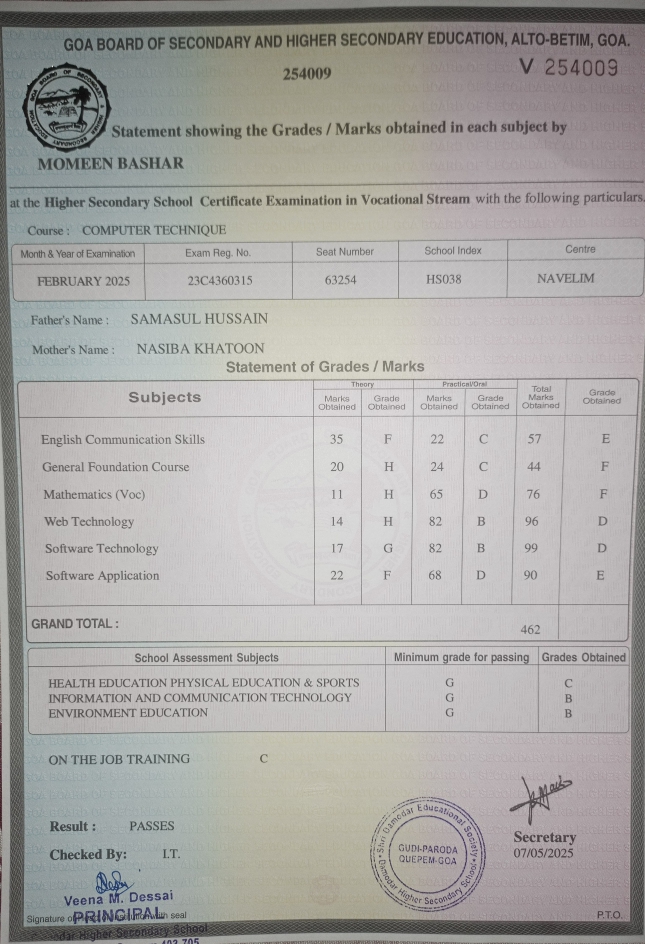 GOA BOARD OF SECONDARY AND HIGHER SECONDARY EDUCATION, ALTO-BETIM, GOA.
254009
V 254009
Statement showing the Grades / Marks obtained in each subject by
MOMEEN BASHAR
at the Higher Secondary School Certificate Examination in Vocational Stream with the following particulars.
Course : COMPUTER TECHNIQUE
Month & Year of Examination Exam Reg. No. Seat Number School Index Centre
FEBRUARY 2025 23C4360315 63254 HS038 NAVELIM
Father's Name : SAMASUL HUSSAIN
Mother's Name : NASIBA KHATOON
Statement of Grades / Marks
Subjects Theory Practical/Oral Total Marks Obtained Grade Obtained
Marks Obtained Grade Obtained Marks Obtained Grade Obtained
English Communication Skills 35 F 22 C 57 E
General Foundation Course 20 H 24 C 44 F
Mathematics (Voc) 11 H 65 D 76 F
Web Technology 14 H 82 B 96 D
Software Technology 17 G 82 B 99 D
Software Application 22 F 68 D 90 E
GRAND TOTAL : 462
School Assessment Subjects Minimum grade for passing Grades Obtained
HEALTH EDUCATION PHYSICAL EDUCATION & SPORTS G C
INFORMATION AND COMMUNICATION TECHNOLOGY G B
ENVIRONMENT EDUCATION G B
ON THE JOB TRAINING C
Result : PASSES
Checked By: I.T.
Shri Damodar Educational Society's
Damodar Higher Secondary School
GUDI-PARODA
QUEPEM-GOA
Secretary
07/05/2025
Veena M. Dessai
PRINCIPAL
Signature of with seal
Higher Secondary School
403 705
P.T.O.